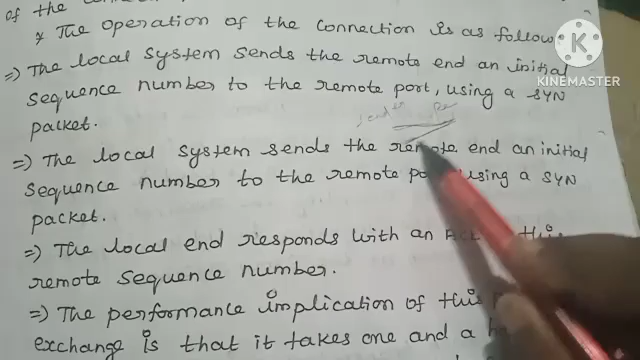 of the
* The operation of the connection is as follow
=) The local system sends the remote end an initial
sequence number to the remote port, using a SYN
packet.
=) The local system sends the remote end an initial
sequence number to the remote using a SYN
packet.
=) The local end responds with an
remote sequence number.
=) The performance implication of this
exchange is that it takes one and a
KINEMASTER